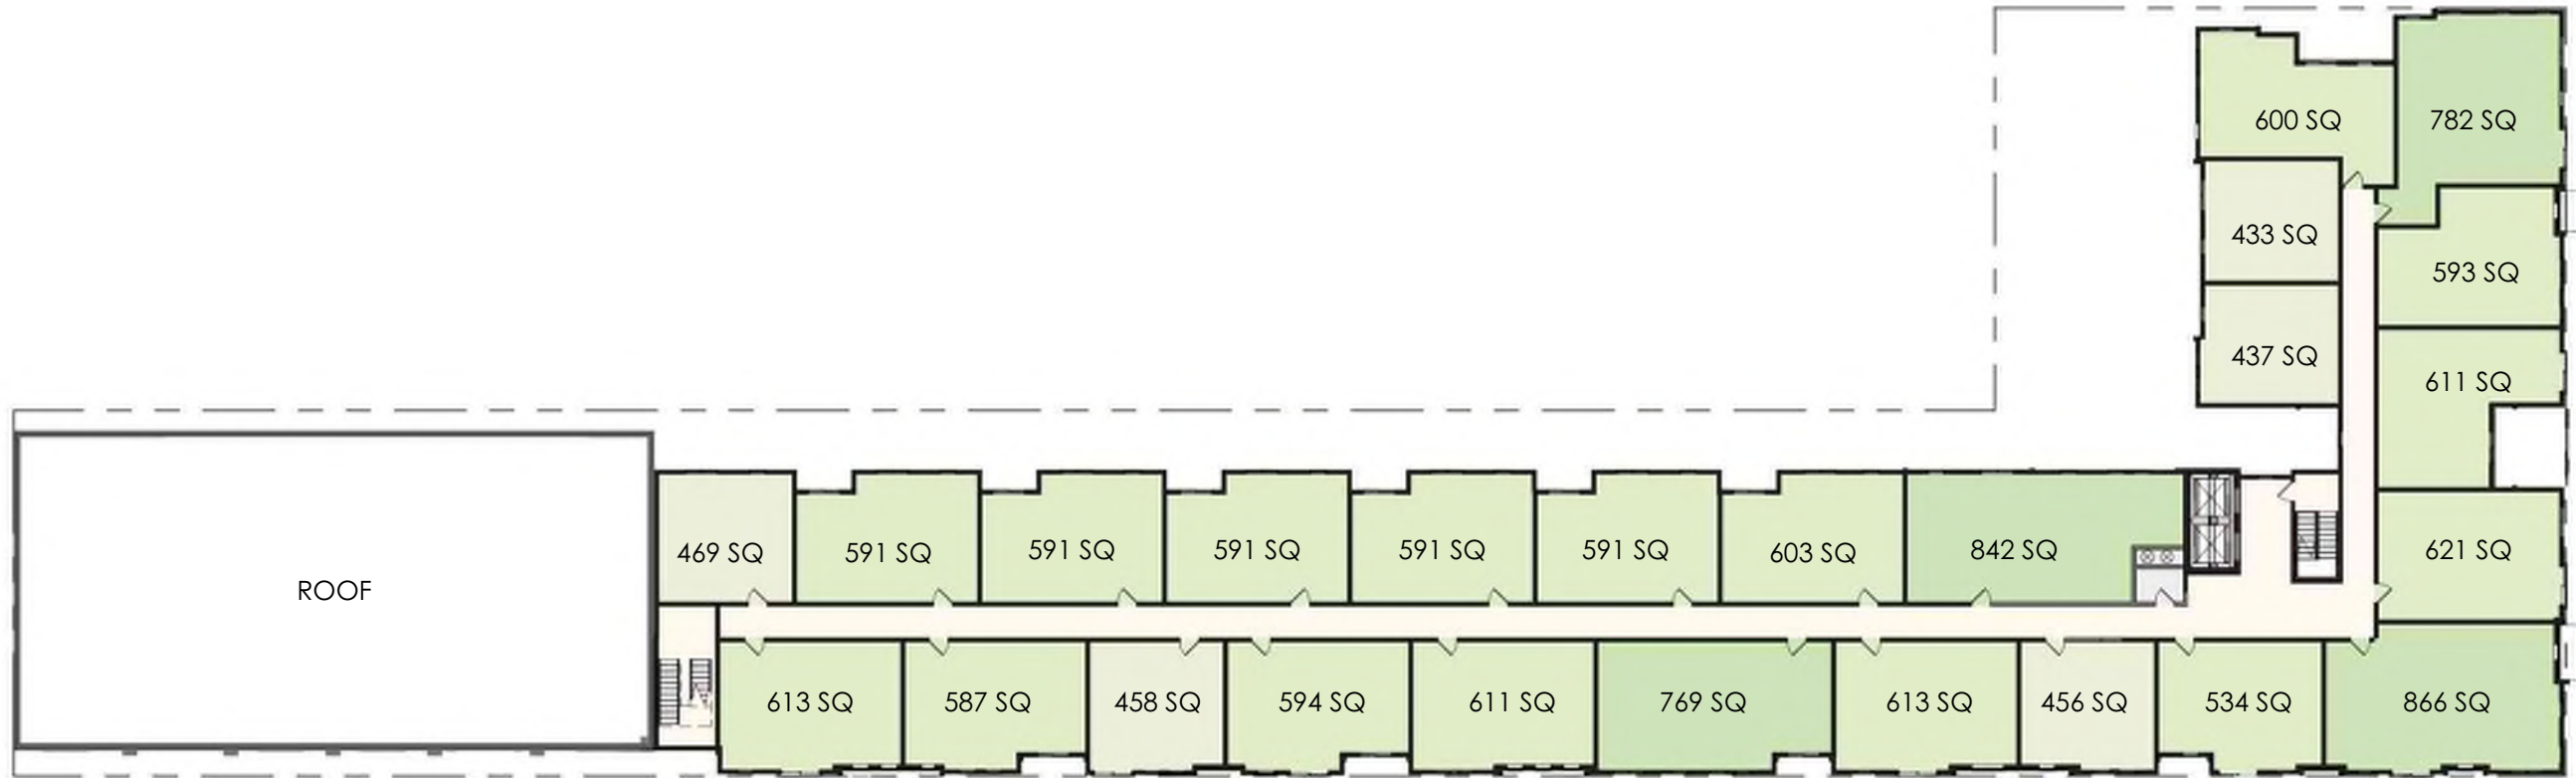 600 SQ
782 SQ
433 SQ
593 SQ
437 SQ
611 SQ
ROOF
469 SQ
591 SQ
591 SQ
591 SQ
591 SQ
591 SQ
603 SQ
842 SQ
621 SQ
613 SQ
587 SQ
458 SQ
594 SQ
611 SQ
769 SQ
613 SQ
456 SQ
534 SQ
866 SQ